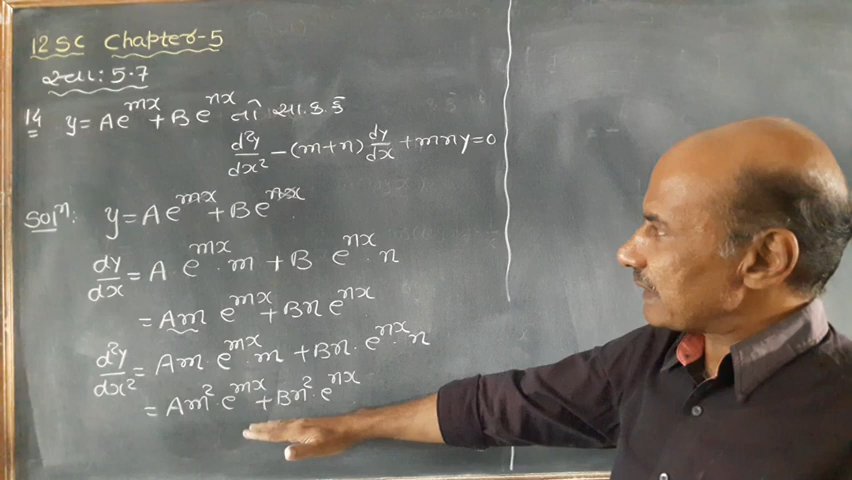 12 SC Chapter-5
સ્વા: 5.7
14 y = Ae^{mx} + Be^{nx} નો સા.ક.કે
d²y/dx² - (m+n) dy/dx + mny = 0
Solⁿ: y = Ae^{mx} + Be^{nx}
dy/dx = A e^{mx}·m + B e^{nx}·n
= Am e^{mx} + Bn e^{nx}
d²y/dx² = Am·e^{mx}·m + Bn·e^{nx}·n
= Am²·e^{mx} + Bn²·e^{nx}